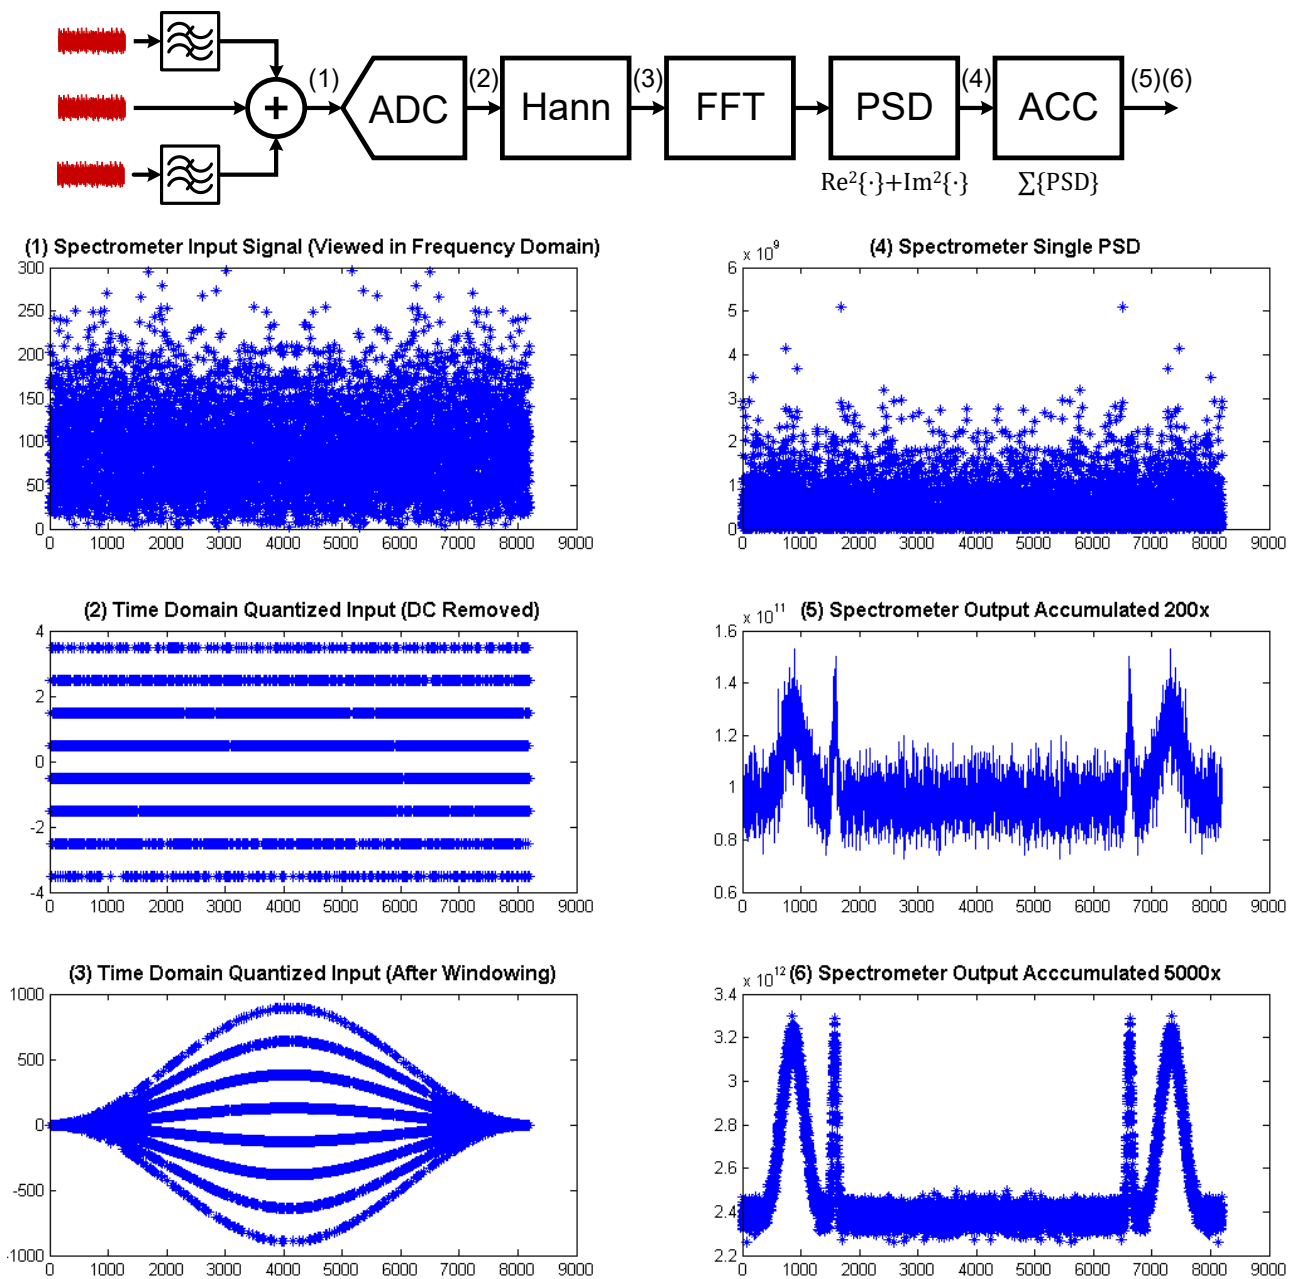 (1)
(2)
(3)
(4)
(5)(6)
+
ADC
Hann
FFT
PSD
ACC
Re²{·}+Im²{·}
∑{PSD}
(1) Spectrometer Input Signal (Viewed in Frequency Domain)
300
250
200
150
100
50
0
0 1000 2000 3000 4000 5000 6000 7000 8000 9000
(4) Spectrometer Single PSD
x 10⁹
6
5
4
3
2
1
0
0 1000 2000 3000 4000 5000 6000 7000 8000 9000
(2) Time Domain Quantized Input (DC Removed)
4
2
0
-2
-4
0 1000 2000 3000 4000 5000 6000 7000 8000 9000
(5) Spectrometer Output Accumulated 200x
x 10¹¹
1.6
1.4
1.2
1
0.8
0.6
0 1000 2000 3000 4000 5000 6000 7000 8000 9000
(3) Time Domain Quantized Input (After Windowing)
1000
500
0
-500
-1000
0 1000 2000 3000 4000 5000 6000 7000 8000 9000
x 10¹² (6) Spectrometer Output Acccumulated 5000x
3.4
3.2
3
2.8
2.6
2.4
2.2
0 1000 2000 3000 4000 5000 6000 7000 8000 9000